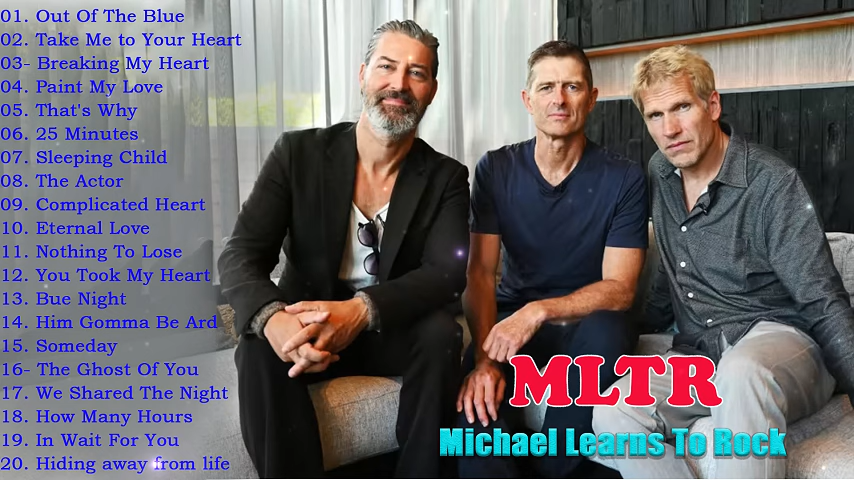 01. Out Of The Blue
02. Take Me to Your Heart
03- Breaking My Heart
04. Paint My Love
05. That's Why
06. 25 Minutes
07. Sleeping Child
08. The Actor
09. Complicated Heart
10. Eternal Love
11. Nothing To Lose
12. You Took My Heart
13. Bue Night
14. Him Gomma Be Ard
15. Someday
16- The Ghost Of You
17. We Shared The Night
18. How Many Hours
19. In Wait For You
20. Hiding away from life
MLTR
Michael Learns To Rock